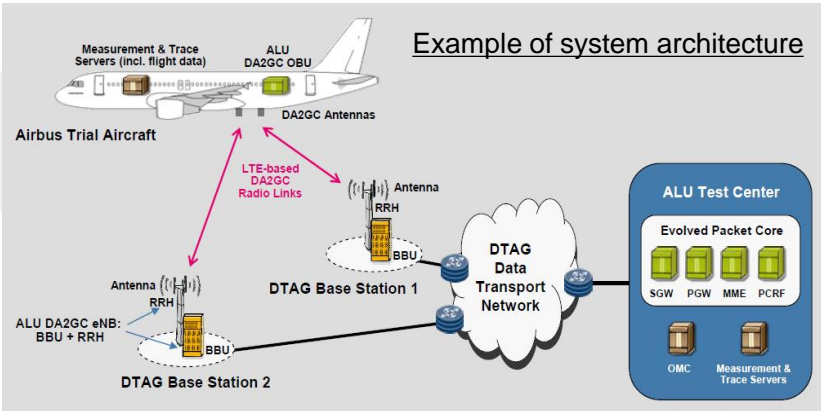 Example of system architecture
Measurement & Trace
Servers (incl. flight data)
ALU
DA2GC OBU
DA2GC Antennas
Airbus Trial Aircraft
LTE-based
DA2GC
Radio Links
Antenna
RRH
BBU
DTAG Base Station 1
Antenna
RRH
ALU DA2GC eNB:
BBU + RRH
BBU
DTAG Base Station 2
DTAG
Data
Transport
Network
ALU Test Center
Evolved Packet Core
SGW PGW MME PCRF
OMC
Measurement &
Trace Servers